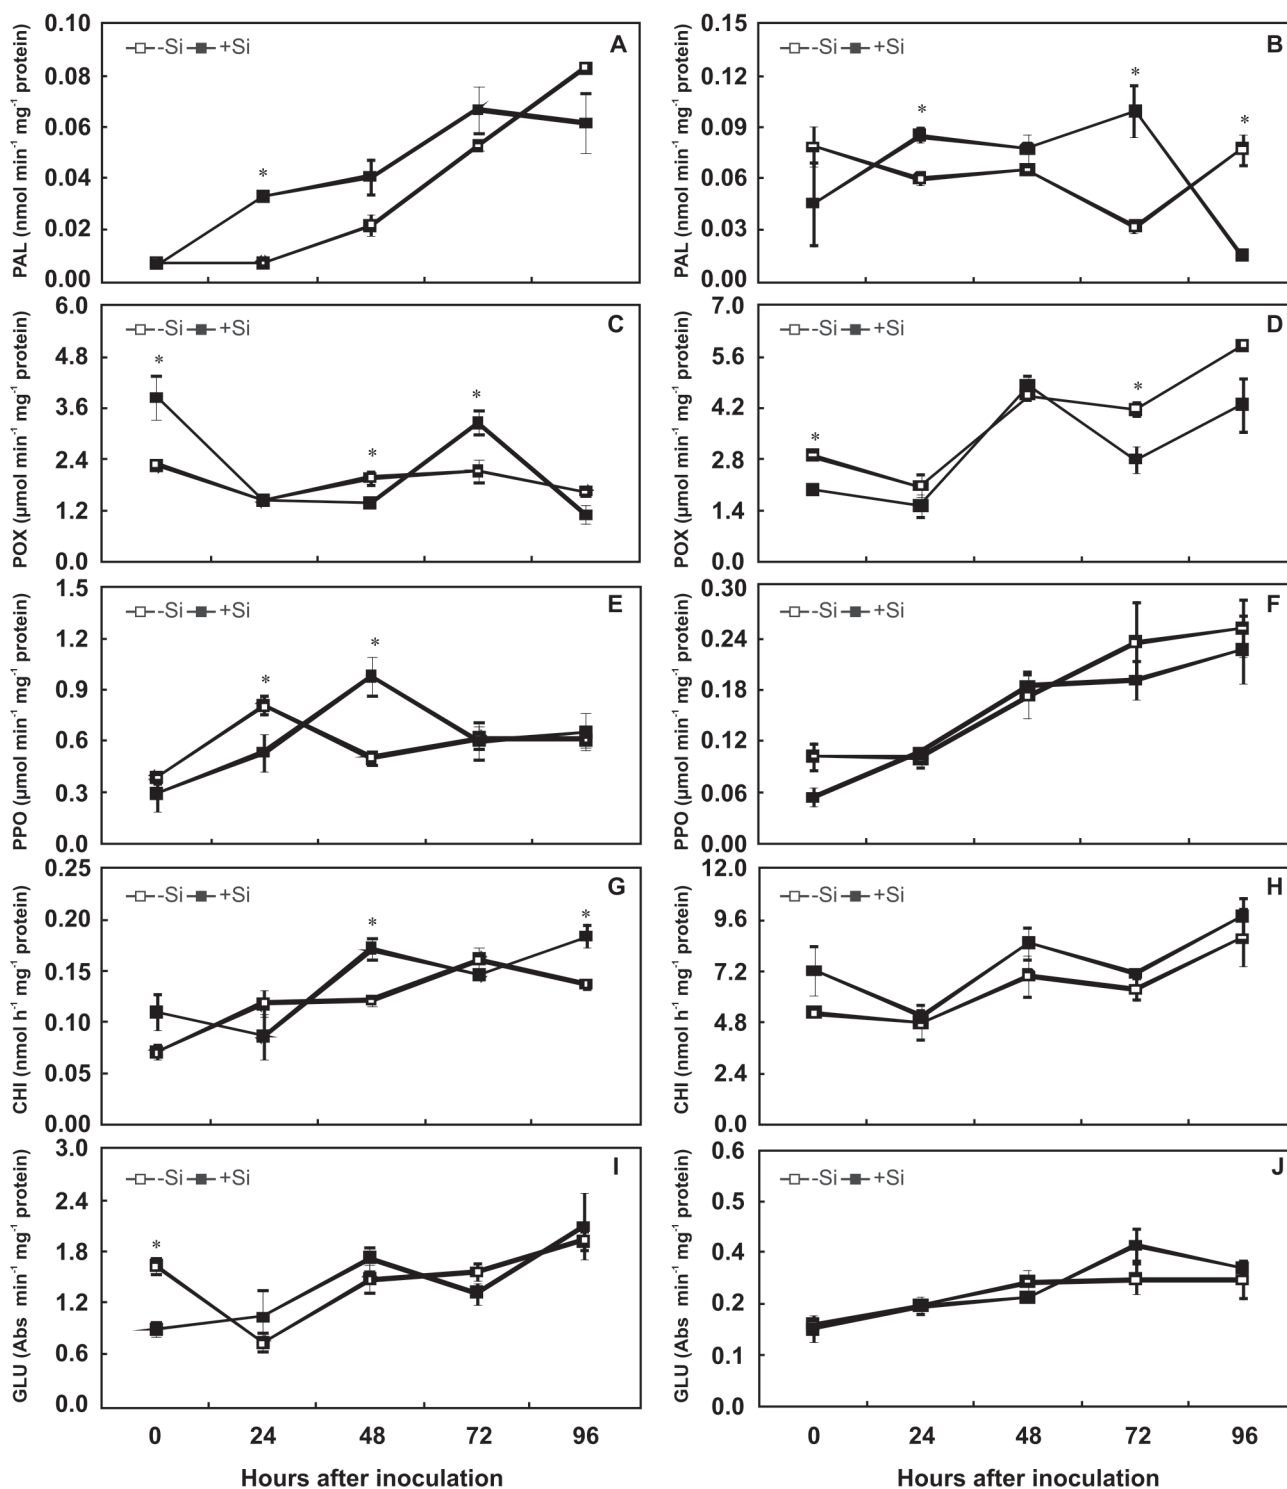 -Si +Si A
PAL (nmol min⁻¹ mg⁻¹ protein)
0.10
0.08
0.06
0.04
0.02
0.00
*
-Si +Si B
PAL (nmol min⁻¹ mg⁻¹ protein)
0.15
0.12
0.09
0.06
0.03
0.00
* * *
-Si +Si C
POX (µmol min⁻¹ mg⁻¹ protein)
6.0
4.8
3.6
2.4
1.2
0.0
* * *
-Si +Si D
POX (µmol min⁻¹ mg⁻¹ protein)
7.0
5.6
4.2
2.8
1.4
0.0
* *
-Si +Si E
PPO (µmol min⁻¹ mg⁻¹ protein)
1.5
1.2
0.9
0.6
0.3
0.0
* *
-Si +Si F
PPO (µmol min⁻¹ mg⁻¹ protein)
0.30
0.24
0.18
0.12
0.06
0.00
-Si +Si G
CHI (nmol h⁻¹ mg⁻¹ protein)
0.25
0.20
0.15
0.10
0.05
0.00
* *
-Si +Si H
CHI (nmol h⁻¹ mg⁻¹ protein)
12.0
9.6
7.2
4.8
2.4
0.0
-Si +Si I
GLU (Abs min⁻¹ mg⁻¹ protein)
3.0
2.4
1.8
1.2
0.6
0.0
*
0 24 48 72 96
Hours after inoculation
-Si +Si J
GLU (Abs min⁻¹ mg⁻¹ protein)
0.6
0.5
0.4
0.2
0.1
0.0
0 24 48 72 96
Hours after inoculation